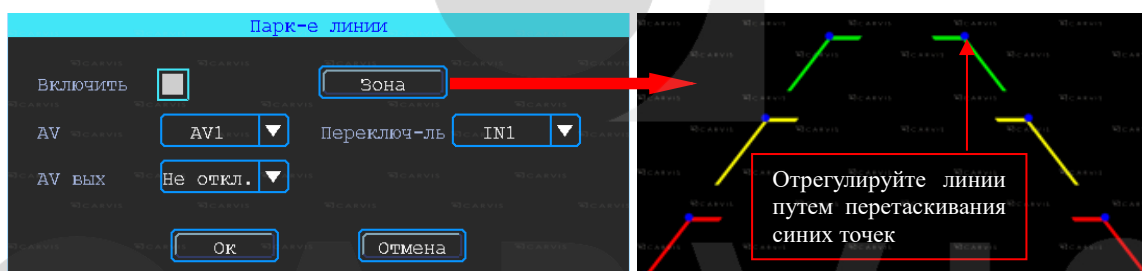 Парк-е линии
Включить Зона
AV AV1 Переключ-ль IN1
AV вых Не откл.
Ок Отмена
Отрегулируйте линии
путем перетаскивания
синих точек
CARVIS